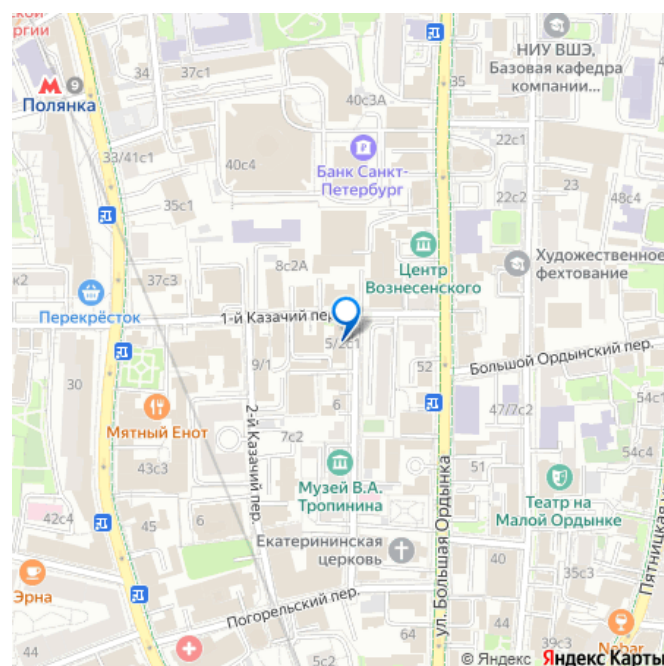 ргии
9
Полянка
34
37с1
40с3А
35
НИУ ВШЭ,
Базовая кафедра
компании...
33/41с1
40с4
Банк Санкт-
Петербург
22с1
35с1
22с2
23
48с4
8с2А
Центр
Вознесенского
Художественное
фехтование
37с3
Перекрёсток
1-й Казачий пер.
5/2с1
9/1
52
Большой Ордынский пер.
30
6
Мятный Енот
2-й Казачий пер.
7с2
47/7с2
43с3
Музей В.А.
Тропинина
51
54с4
Театр на
Малой Ордынке
42с4
45
6
Екатерининская
церковь
ул. Большая Ордынка
40
35с3
Пятницкая
Эрна
Погорельский пер.
64
39с3
Nebar
5с2
© Яндекс Яндекс Карты